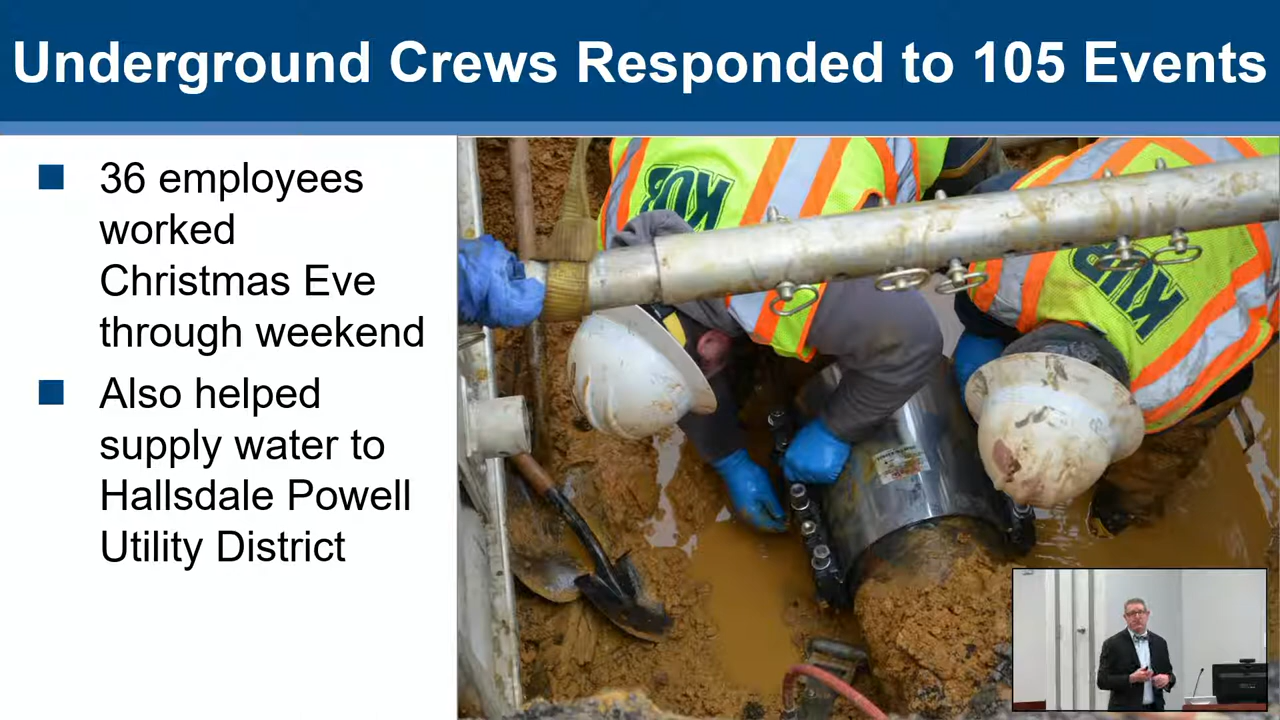 Underground Crews Responded to 105 Events
36 employees
worked
Christmas Eve
through weekend
Also helped
supply water to
Hallsdale Powell
Utility District
KUB
KUB